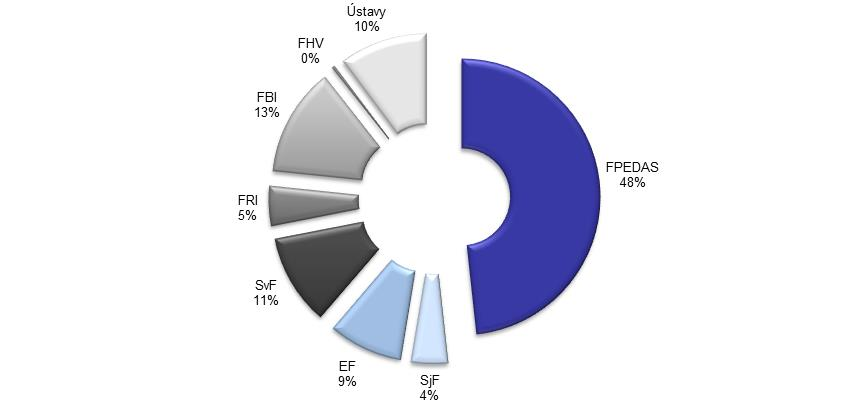 Ústavy
10%
FHV
0%
FBI
13%
FRI
5%
SvF
11%
EF
9%
SjF
4%
FPEDAS
48%